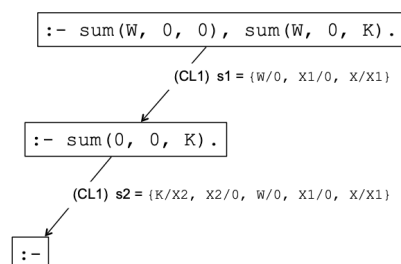 :- sum(W, 0, 0), sum(W, 0, K).
(CL1) s1 = {W/0, X1/0, X/X1}
:- sum(0, 0, K).
(CL1) s2 = {K/X2, X2/0, W/0, X1/0, X/X1}
:-